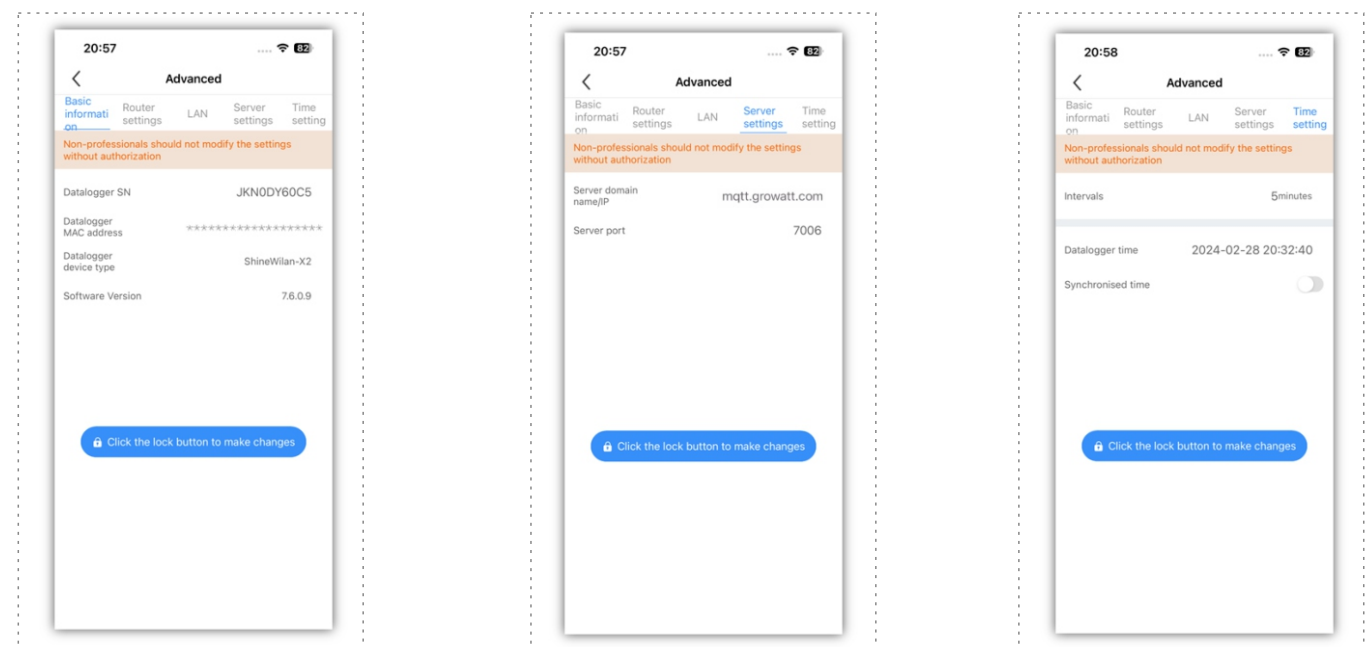 20:57
82
Advanced
Basic
informati
on
Router
settings
LAN
Server
settings
Time
setting
Non-professionals should not modify the settings
without authorization
Datalogger SN
JKN0DY60C5
Datalogger
MAC address
*******************
Datalogger
device type
ShineWilan-X2
Software Version
7.6.0.9
Click the lock button to make changes
20:57
82
Advanced
Basic
informati
on
Router
settings
LAN
Server
settings
Time
setting
Non-professionals should not modify the settings
without authorization
Server domain
name/IP
mqtt.growatt.com
Server port
7006
Click the lock button to make changes
20:58
82
Advanced
Basic
informati
on
Router
settings
LAN
Server
settings
Time
setting
Non-professionals should not modify the settings
without authorization
Intervals
5minutes
Datalogger time
2024-02-28 20:32:40
Synchronised time
Click the lock button to make changes